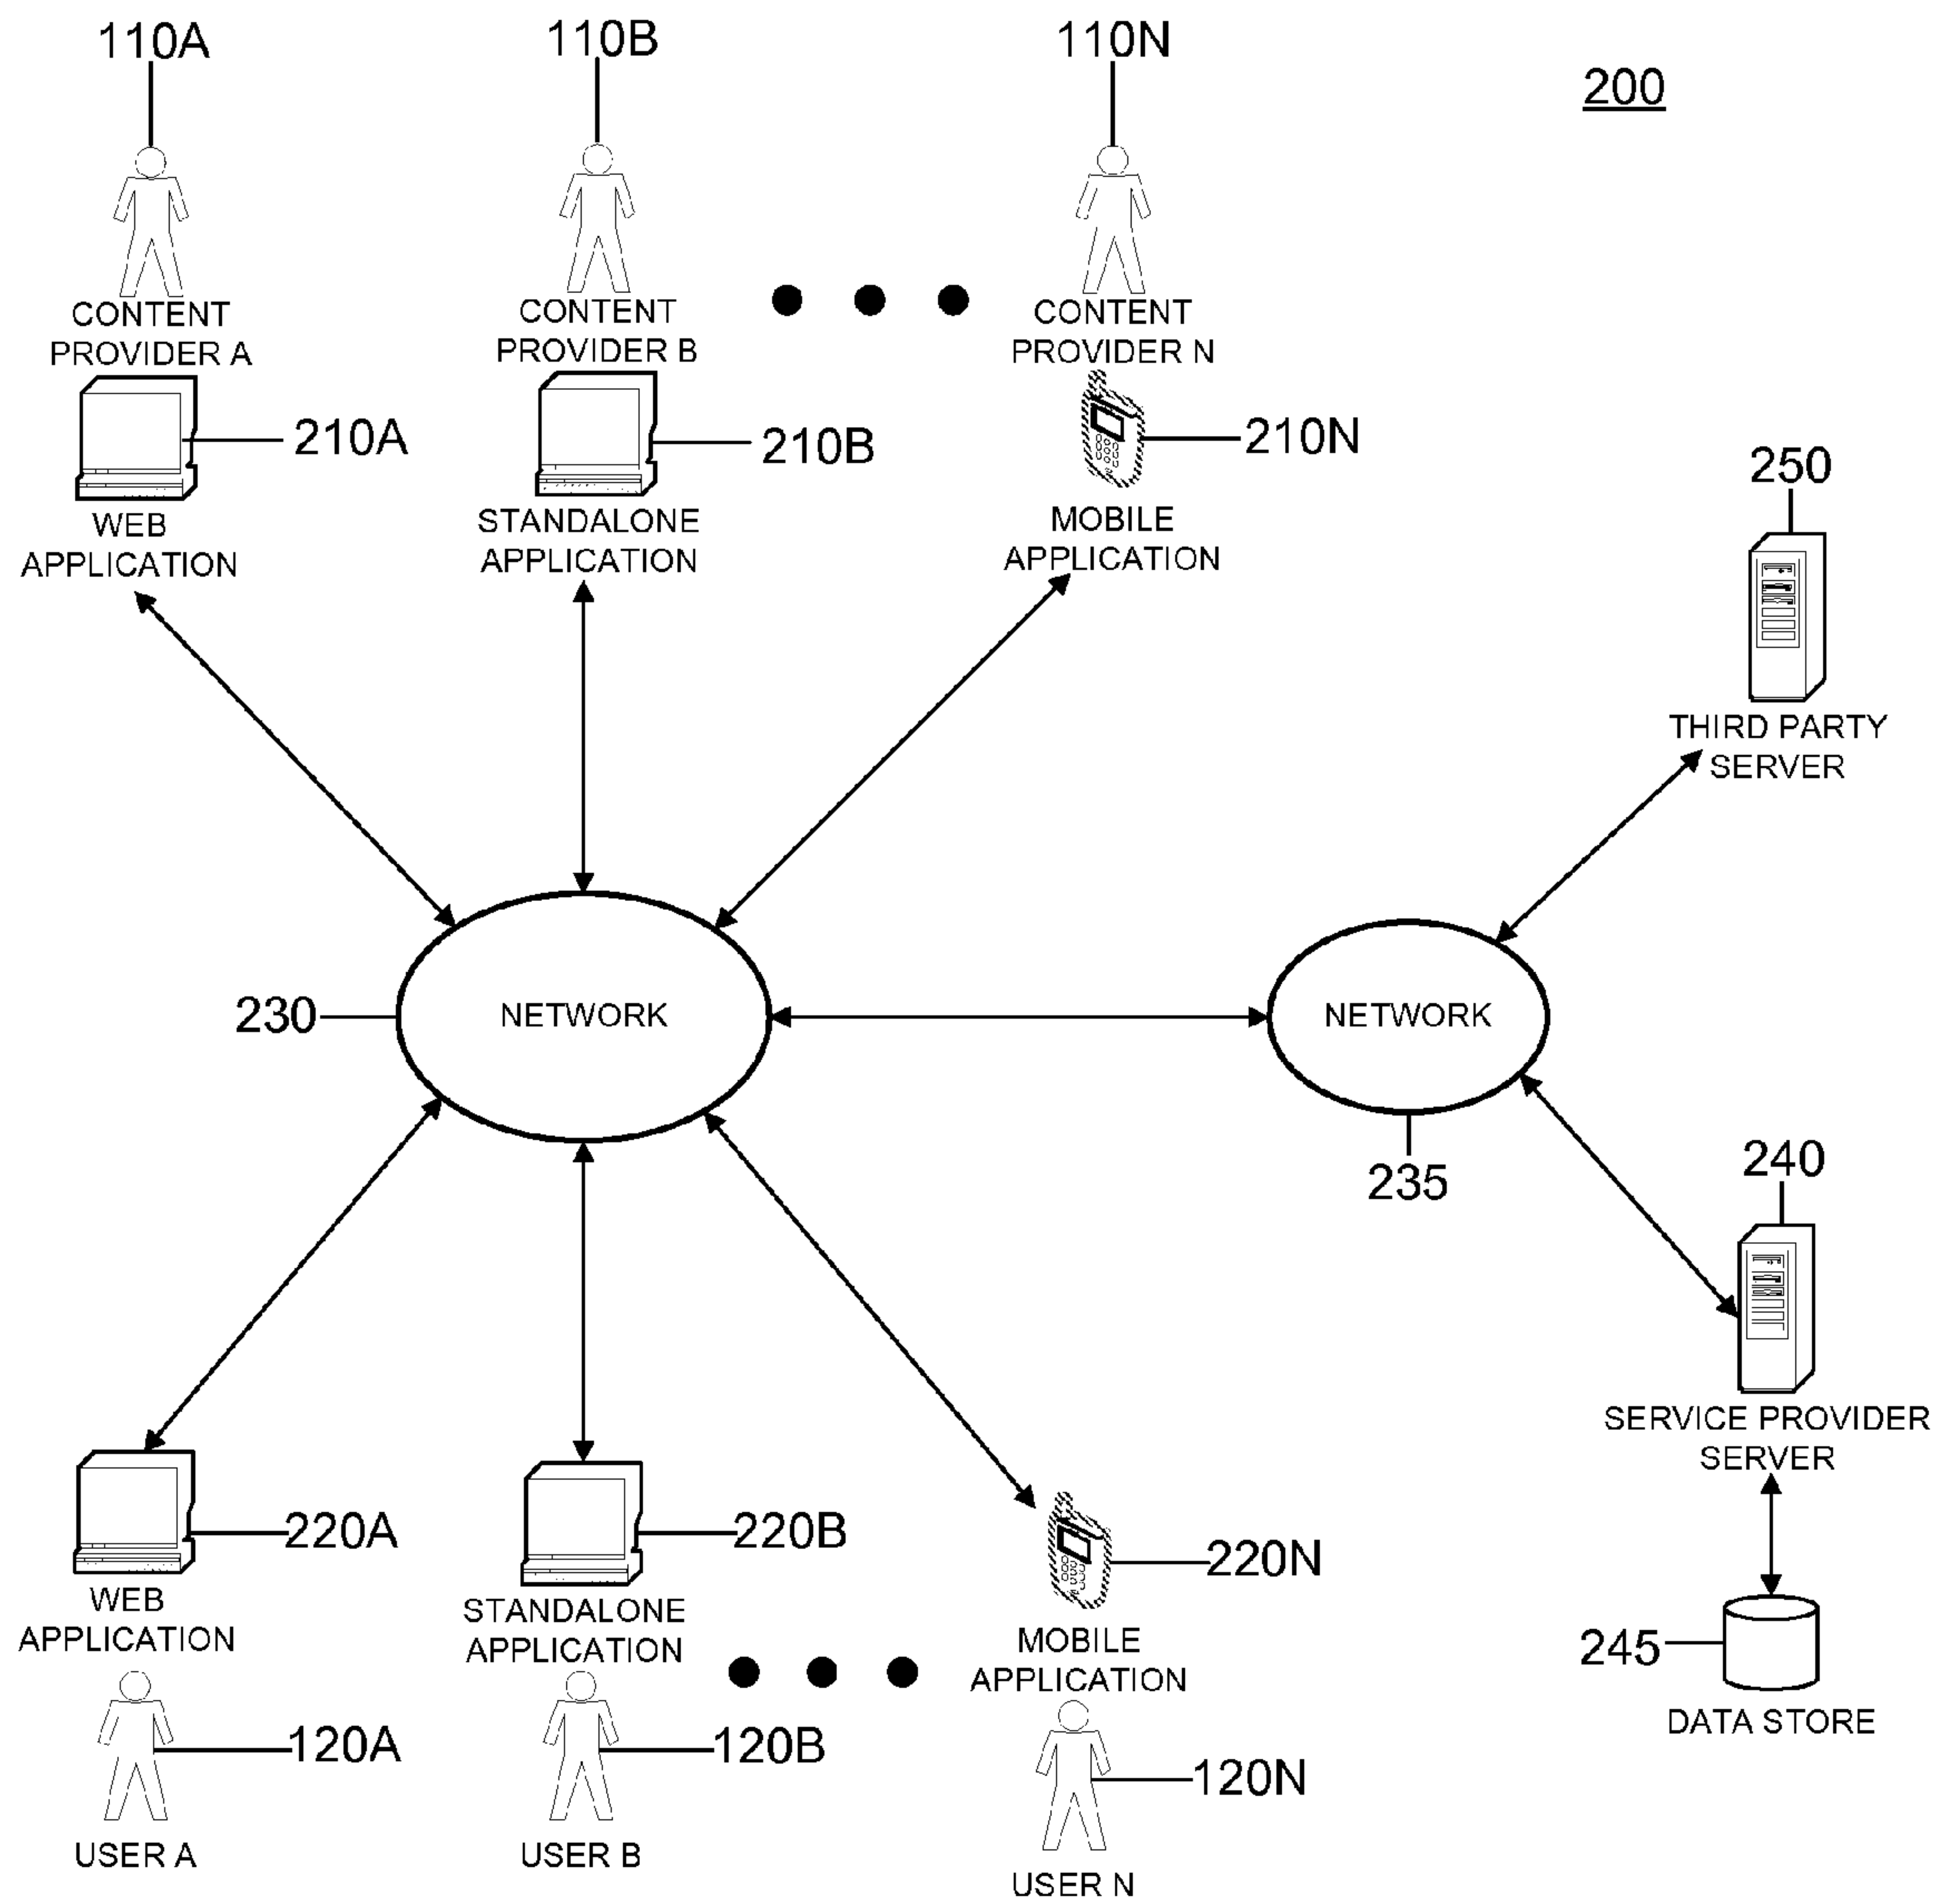 110A
110B
110N
200
CONTENT
PROVIDER A
CONTENT
PROVIDER B
CONTENT
PROVIDER N
210A
210B
210N
WEB
APPLICATION
STANDALONE
APPLICATION
MOBILE
APPLICATION
250
THIRD PARTY
SERVER
230
NETWORK
NETWORK
235
240
SERVICE PROVIDER
SERVER
220A
220B
220N
WEB
APPLICATION
STANDALONE
APPLICATION
MOBILE
APPLICATION
245
DATA STORE
120A
120B
120N
USER A
USER B
USER N